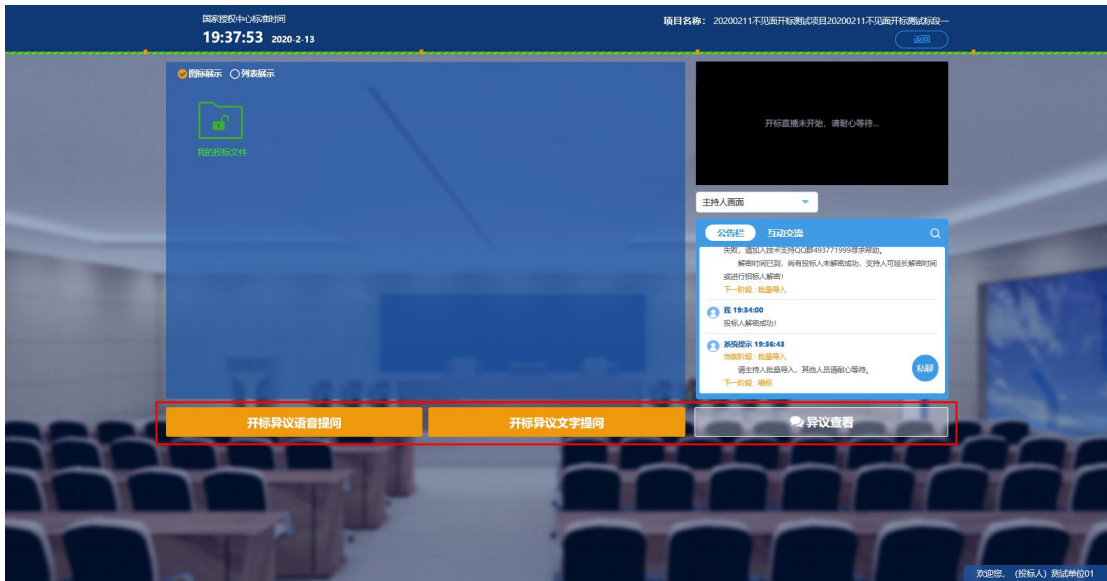 国家授权中心标准时间
19:37:53 2020-2-13
项目名称： 20200211不见面开标测试项目20200211不见面开标测试标段一
返回
图标展示 列表展示
我的投标文件
开标直播未开始，请耐心等待...
主持人画面
公告栏 互动交流
失败，请加入技术支持QQ群493771999寻求帮助。
解密时间已到，尚有投标人未解密成功，支持人可延长解密时间
或进行招标人解密!
下一阶段：批量导入
我 19:34:00
投标人解密成功!
系统提示 19:36:43
当前阶段：批量导入
请主持人批量导入，其他人员请耐心等待。
下一阶段：唱标
私聊
开标异议语音提问
开标异议文字提问
异议查看
欢迎您， (投标人) 测试单位01